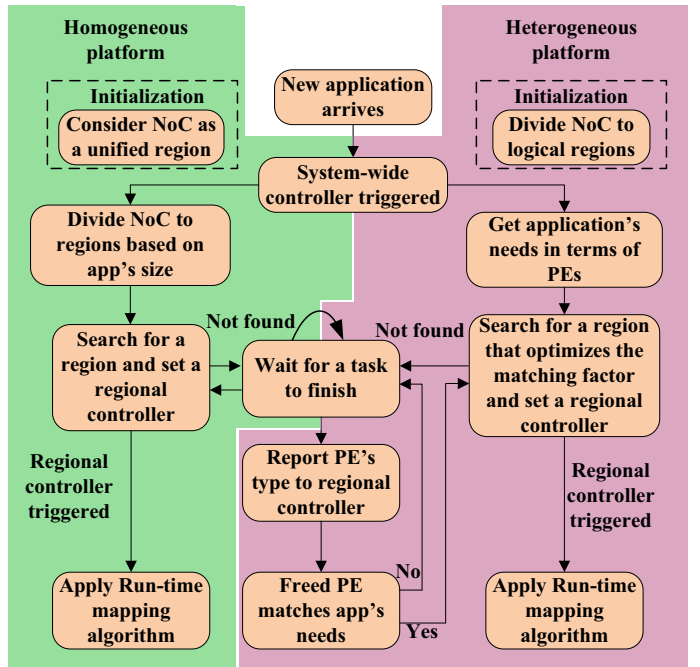 Homogeneous
platform
Heterogeneous
platform
Initialization
Consider NoC as
a unified region
New application
arrives
Initialization
Divide NoC to
logical regions
System-wide
controller triggered
Divide NoC to
regions based on
app's size
Get application's
needs in terms of
PEs
Search for a
region and set a
regional
controller
Not found
Wait for a task
to finish
Not found
Search for a region
that optimizes the
matching factor
and set a regional
controller
Regional
controller
triggered
Report PE's
type to regional
controller
Regional
controller
triggered
Apply Run-time
mapping
algorithm
Freed PE
matches app's
needs
No
Yes
Apply Run-time
mapping
algorithm